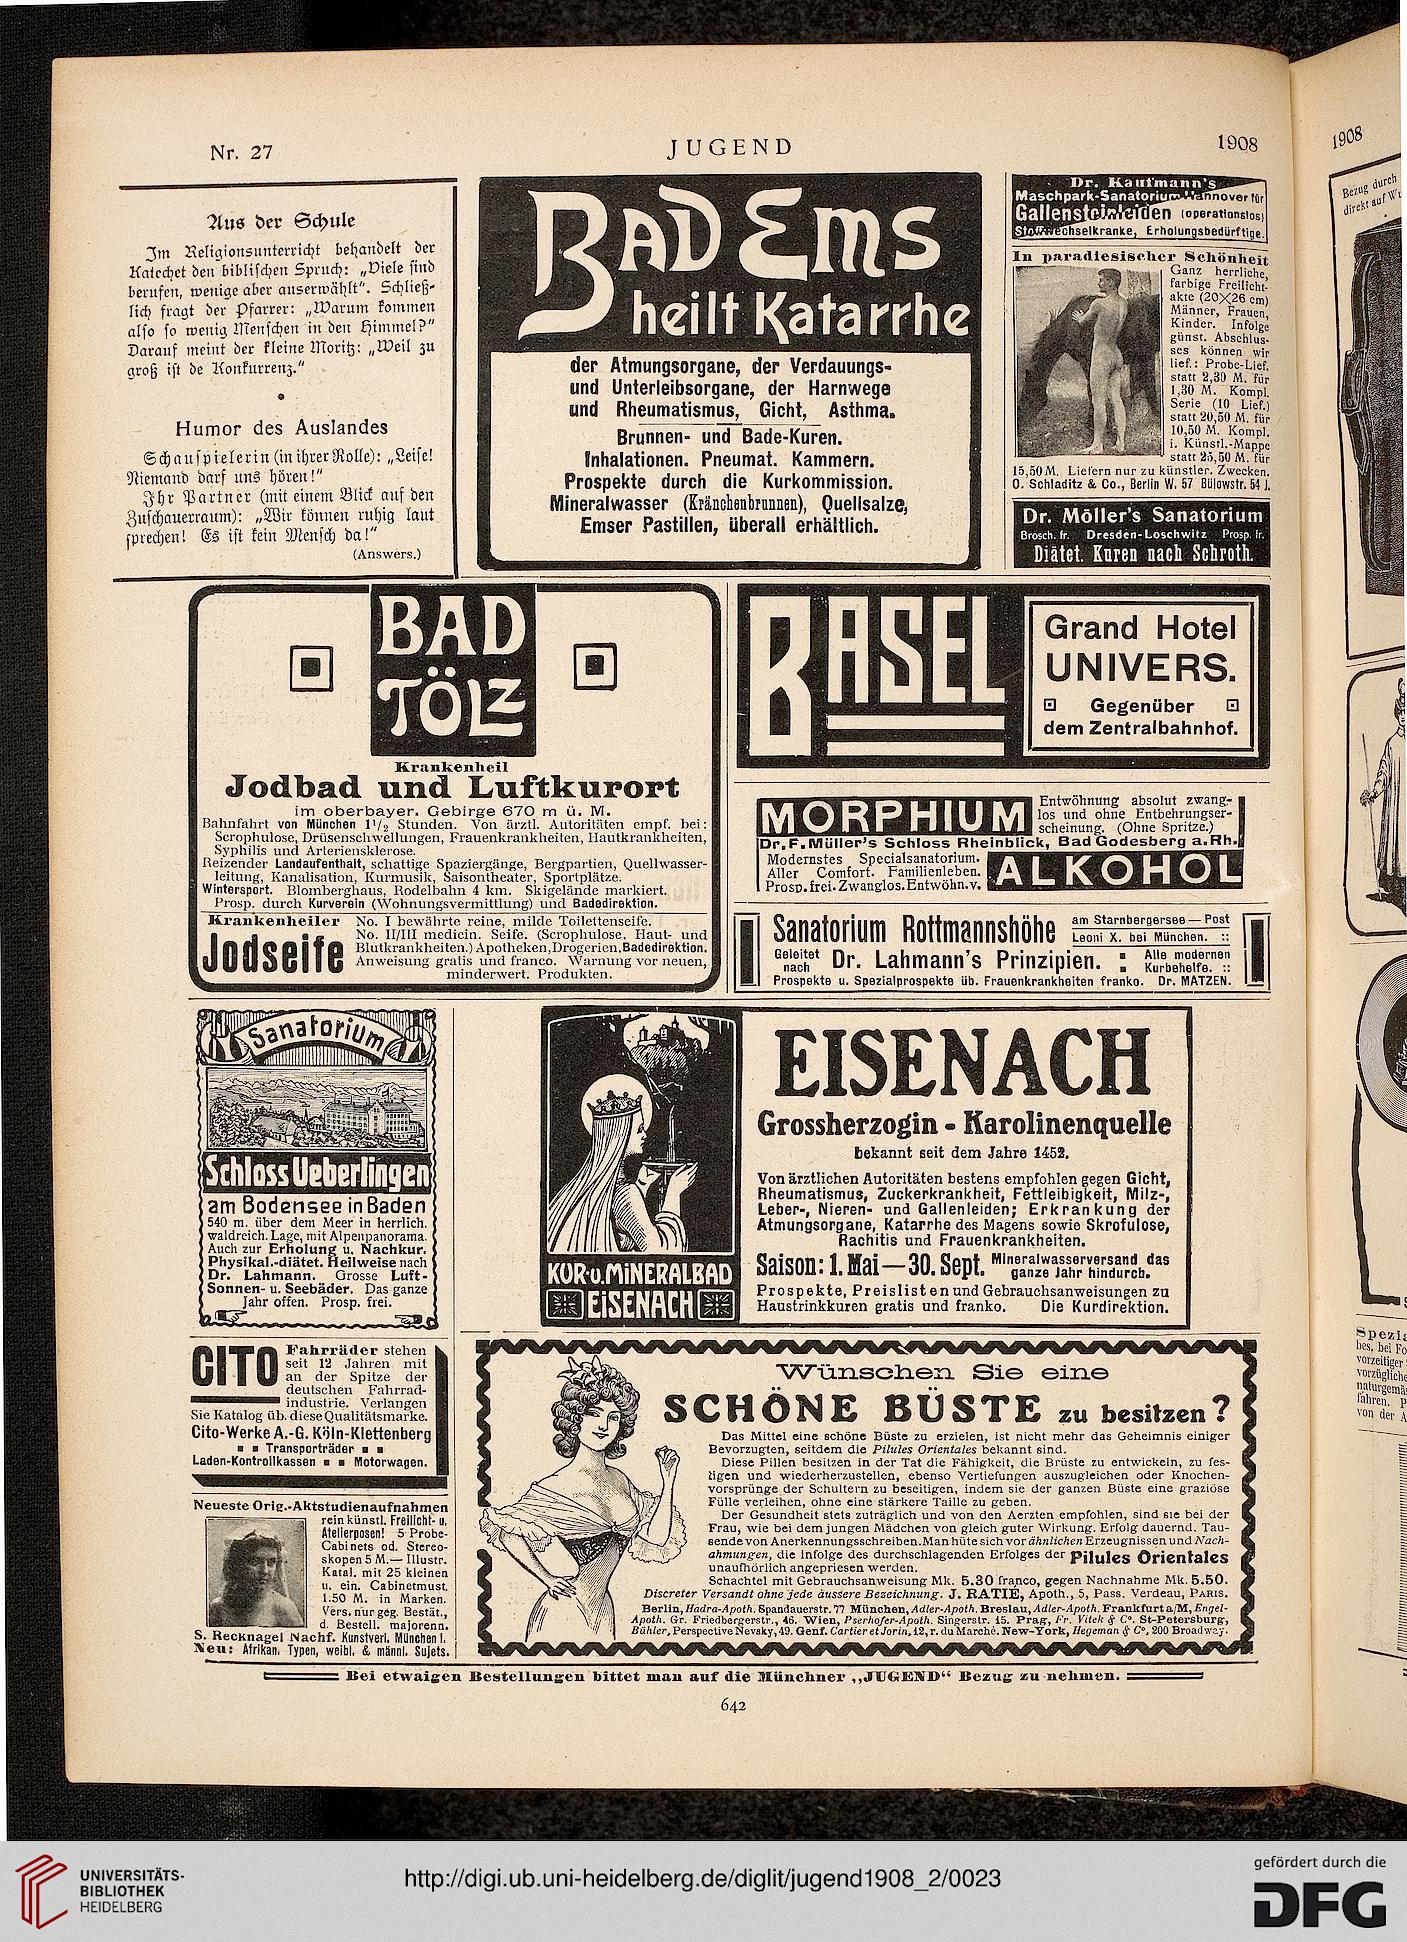 Nr. 27
JUGEND
1908
Aus der Schule
Im Religionsunterricht behandelt der
Katechet den biblischen Spruch: „Viele sind
berufen, wenige aber auserwählt“. Schließ-
lich fragt der Pfarrer: „Warum kommen
also so wenig Menschen in den Himmel?“
Darauf meint der kleine Moritz: „Weil zu
groß ist de Konkurrenz.“
Humor des Auslandes
Schauspielerin (in ihrer Rolle): „Leise!
Niemand darf uns hören!“
Ihr Partner (mit einem Blick auf den
Zuschauerraum): „Wir können ruhig laut
sprechen! Es ist kein Mensch da!“
(Answers.)
BAD EMS
heilt Katarrhe
der Atmungsorgane, der Verdauungs-
und Unterleibsorgane, der Harnwege
und Rheumatismus, Gicht, Asthma.
Brunnen- und Bade-Kuren.
Inhalationen. Pneumat. Kammern.
Prospekte durch die Kurkommission.
Mineralwasser (Kränchenbrunnen), Quellsalze,
Emser Pastillen, überall erhältlich.
Dr. Kaufmann's
Maschpark-Sanatorium Hannover für
Gallensteinleiden (operationslos)
Stoffwechselkranke, Erholungsbedürftige.
In paradiesischer Schönheit
Ganz herrliche,
farbige Freilicht-
akte (20×26 cm)
Männer, Frauen,
Kinder. Infolge
günst. Abschlus-
ses können wir
lief.: Probe-Lief.
statt 2,30 M. für
1,30 M. Kompl.
Serie (10 Lief.)
statt 20,50 M. für
10,50 M. Kompl.
i. Künstl.-Mappe
statt 25,50 M. für
15,50 M. Liefern nur zu künstler. Zwecken.
O. Schladitz & Co., Berlin W. 57 Bülowstr. 54 J.
Dr. Möller's Sanatorium
Brosch. fr. Dresden-Loschwitz Prosp. fr.
Diätet. Kuren nach Schroth.
BAD
TÖLZ
Krankenheil
Jodbad und Luftkurort
im oberbayer. Gebirge 670 m ü. M.
Bahnfahrt von München 1½ Stunden. Von ärztl. Autoritäten empf. bei:
Scrophulose, Drüsenschwellungen, Frauenkrankheiten, Hautkrankheiten,
Syphilis und Arteriensklerose.
Reizender Landaufenthalt, schattige Spaziergänge, Bergpartien, Quellwasser-
leitung, Kanalisation, Kurmusik, Saisontheater, Sportplätze.
Wintersport. Blomberghaus, Rodelbahn 4 km. Skigelände markiert.
Prosp. durch Kurverein (Wohnungsvermittlung) und Badedirektion.
Krankenheiler
Jodseife
No. I bewährte reine, milde Toilettenseife.
No. II/III medicin. Seife. (Scrophulose, Haut- und
Blutkrankheiten.) Apotheken, Drogerien, Badedirektion.
Anweisung gratis und franco. Warnung vor neuen,
minderwert. Produkten.
BASEL
Grand Hotel
UNIVERS.
Gegenüber
dem Zentralbahnhof.
MORPHIUM
Entwöhnung absolut zwang-
los und ohne Entbehrungser-
scheinung. (Ohne Spritze.)
Dr. F. Müller's Schloss Rheinblick, Bad Godesberg a. Rh.
Modernstes Specialsanatorium.
Aller Comfort. Familienleben.
Prosp. frei. Zwanglos. Entwöhn. v.
ALKOHOL
Sanatorium Rottmannshöhe am Starnbergersee — Post
Leoni X. bei München. ::
Geleitet nach Dr. Lahmann's Prinzipien. Alle modernen
Kurbehelfe. ::
Prospekte u. Spezialprospekte üb. Frauenkrankheiten franko. Dr. MATZEN.
Sanatorium
Schloss Ueberlingen
am Bodensee in Baden
540 m. über dem Meer in herrlich.
waldreich. Lage, mit Alpenpanorama.
Auch zur Erholung u. Nachkur.
Physikal.-diätet. Heilweise nach
Dr. Lahmann. Grosse Luft-
Sonnen- u. Seebäder. Das ganze
Jahr offen. Prosp. frei.
KUR-u. MINERALBAD
EISENACH
EISENACH
Grossherzogin - Karolinenquelle
bekannt seit dem Jahre 1452.
Von ärztlichen Autoritäten bestens empfohlen gegen Gicht,
Rheumatismus, Zuckerkrankheit, Fettleibigkeit, Milz-,
Leber-, Nieren- und Gallenleiden; Erkrankung der
Atmungsorgane, Katarrhe des Magens sowie Skrofulose,
Rachitis und Frauenkrankheiten.
Saison: 1. Mai — 30. Sept. Mineralwasserversand das
ganze Jahr hindurch.
Prospekte, Preislisten und Gebrauchsanweisungen zu
Haustrinkkuren gratis und franko. Die Kurdirektion.
CITO
Fahrräder stehen
seit 12 Jahren mit
an der Spitze der
deutschen Fahrrad-
industrie. Verlangen
Sie Katalog üb. diese Qualitätsmarke.
Cito-Werke A.-G. Köln-Klettenberg
Transporträder
Laden-Kontrollkassen Motorwagen.
Neueste Orig.-Aktstudienaufnahmen
rein künstl. Freilicht- u.
Atelierposen! 5 Probe-
Cabinets od. Stereo-
skopen 5 M.— Illustr.
Katal. mit 25 kleinen
u. ein. Cabinetmust.
1.50 M. in Marken.
Vers. nur geg. Bestät.,
d. Bestell. majorenn.
S. Recknagel Nachf. Kunstverl. München I.
Neu: Afrikan. Typen, weibl. & männl. Sujets.
Wünschen Sie eine
SCHÖNE BÜSTE zu besitzen?
Das Mittel eine schöne Büste zu erzielen, ist nicht mehr das Geheimnis einiger
Bevorzugten, seitdem die Pilules Orientales bekannt sind.
Diese Pillen besitzen in der Tat die Fähigkeit, die Brüste zu entwickeln, zu fes-
tigen und wiederherzustellen, ebenso Vertiefungen auszugleichen oder Knochen-
vorsprünge der Schultern zu beseitigen, indem sie der ganzen Büste eine graziöse
Fülle verleihen, ohne eine stärkere Taille zu geben.
Der Gesundheit stets zuträglich und von den Aerzten empfohlen, sind sie bei der
Frau, wie bei dem jungen Mädchen von gleich guter Wirkung. Erfolg dauernd. Tau-
sende von Anerkennungsschreiben. Man hüte sich vor ähnlichen Erzeugnissen und Nach-
ahmungen, die infolge des durchschlagenden Erfolges der Pilules Orientales
unaufhörlich angepriesen werden.
Schachtel mit Gebrauchsanweisung Mk. 5.30 franco, gegen Nachnahme Mk. 5.50.
Discreter Versandt ohne jede äussere Bezeichnung. J. RATIE, Apoth., 5, Pass. Verdeau, PARIS.
Berlin, Hadra-Apoth. Spandauerstr. 77 München, Adler-Apoth. Breslau, Adler-Apoth. Frankfurt a/M, Engel-
Apoth. Gr. Friedbergerstr., 46. Wien, Pserhofer-Apoth. Singerstr. 15. Prag, Fr. Vitek & Co. St-Petersburg,
Bühler, Perspective Nevsky, 49. Genf. Cartier et Jorin, 12, r. du Marché. New-York, Hegeman & Co, 200 Broadway.
Bei etwaigen Bestellungen bittet man auf die Münchner „JUGEND“ Bezug zu nehmen.
642
1908
Bezug durch
direkt auf
Spezia
bes. bei Fo
vorzeitiger
vorzügliche
naturgemä
fahren. P
von der A
UNIVERSITÄTS-
BIBLIOTHEK
HEIDELBERG
http://digi.ub.uni-heidelberg.de/diglit/jugend1908_2/0023
gefördert durch die
DFG